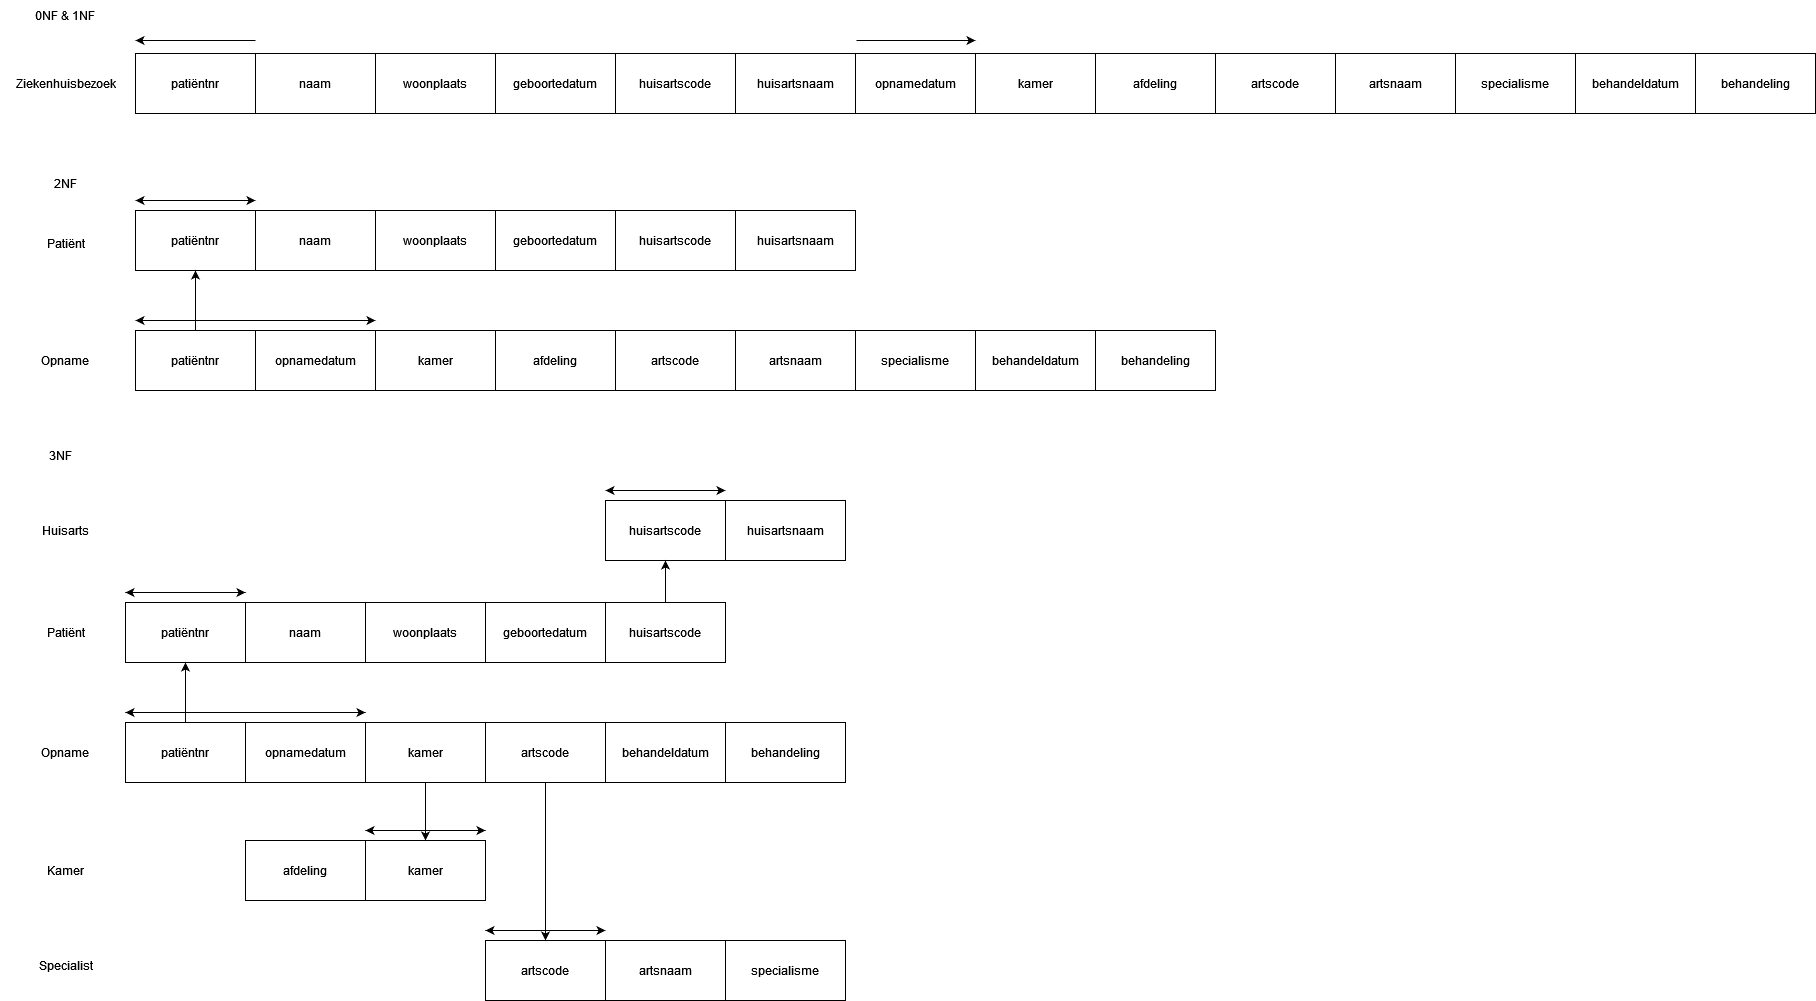 0NF & 1NF
Ziekenhuisbezoek patiëntnr naam woonplaats geboortedatum huisartscode huisartsnaam opnamedatum kamer afdeling artscode artsnaam specialisme behandeldatum behandeling
2NF
Patiënt patiëntnr naam woonplaats geboortedatum huisartscode huisartsnaam
Opname patiëntnr opnamedatum kamer afdeling artscode artsnaam specialisme behandeldatum behandeling
3NF
Huisarts huisartscode huisartsnaam
Patiënt patiëntnr naam woonplaats geboortedatum huisartscode
Opname patiëntnr opnamedatum kamer artscode behandeldatum behandeling
Kamer afdeling kamer
Specialist artscode artsnaam specialisme